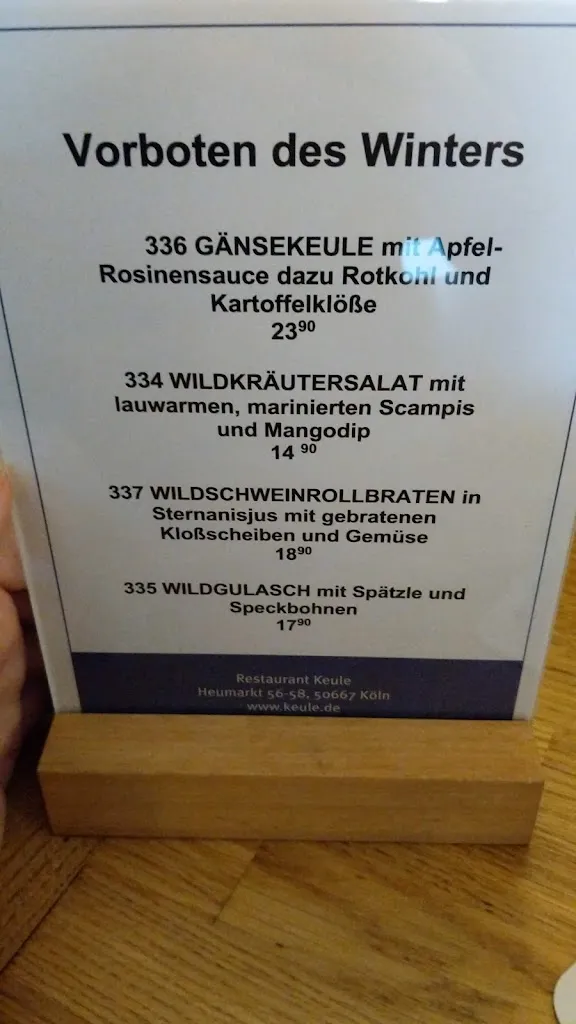 Vorboten des Winters
336 GÄNSEKEULE mit Apfel-
Rosinensauce dazu Rotkohl und
Kartoffelklöße
23⁹⁰
334 WILDKRÄUTERSALAT mit
lauwarmen, marinierten Scampis
und Mangodip
14 ⁹⁰
337 WILDSCHWEINROLLBRATEN in
Sternanisjus mit gebratenen
Kloßscheiben und Gemüse
18⁹⁰
335 WILDGULASCH mit Spätzle und
Speckbohnen
17⁹⁰
Restaurant Keule
Heumarkt 56-58, 50667 Köln
www.keule.de